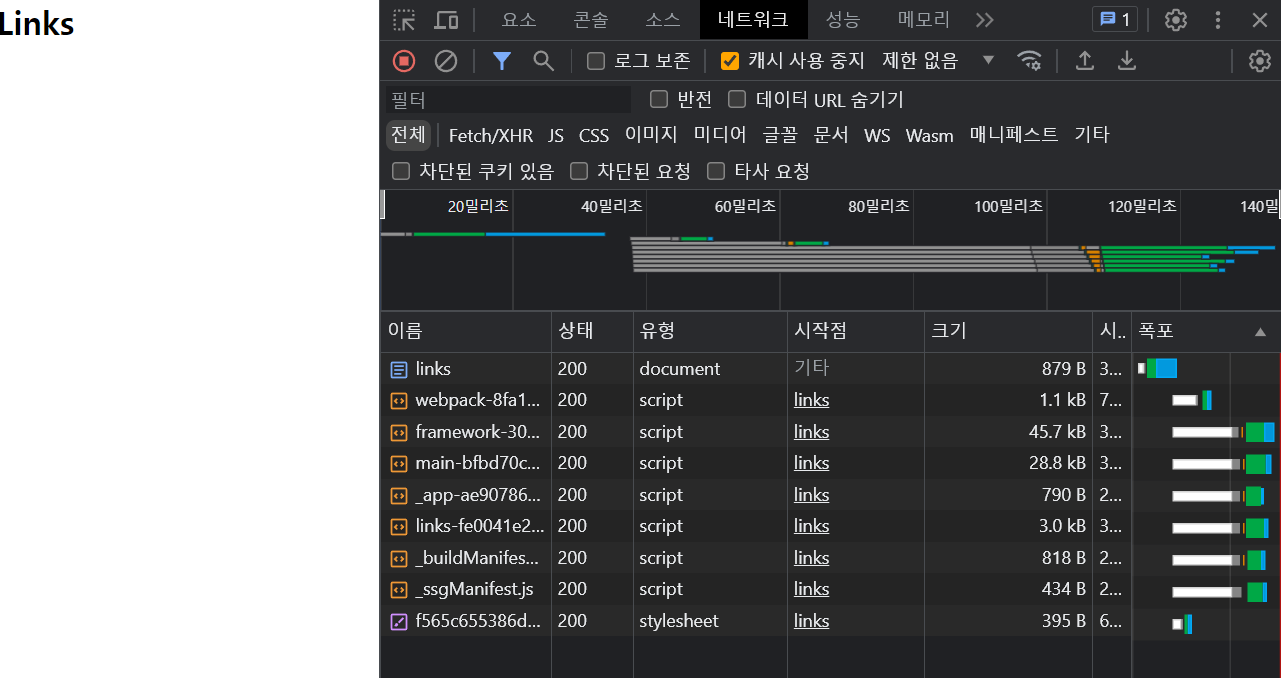 Links
요소 콘솔 소스 네트워크 성능 메모리 1
로그 보존 캐시 사용 중지 제한 없음
필터 반전 데이터 URL 숨기기
전체 Fetch/XHR JS CSS 이미지 미디어 글꼴 문서 WS Wasm 매니페스트 기타
차단된 쿠키 있음 차단된 요청 타사 요청
20밀리초 40밀리초 60밀리초 80밀리초 100밀리초 120밀리초 140밀
이름 상태 유형 시작점 크기 시.. 폭포
links 200 document 기타 879 B 3...
webpack-8fa1... 200 script links 1.1 kB 7...
framework-30... 200 script links 45.7 kB 3...
main-bfbd70c... 200 script links 28.8 kB 3...
_app-ae90786... 200 script links 790 B 2...
links-fe0041e2... 200 script links 3.0 kB 3...
_buildManifes... 200 script links 818 B 2...
_ssgManifest.js 200 script links 434 B 2...
f565c655386d... 200 stylesheet links 395 B 6...